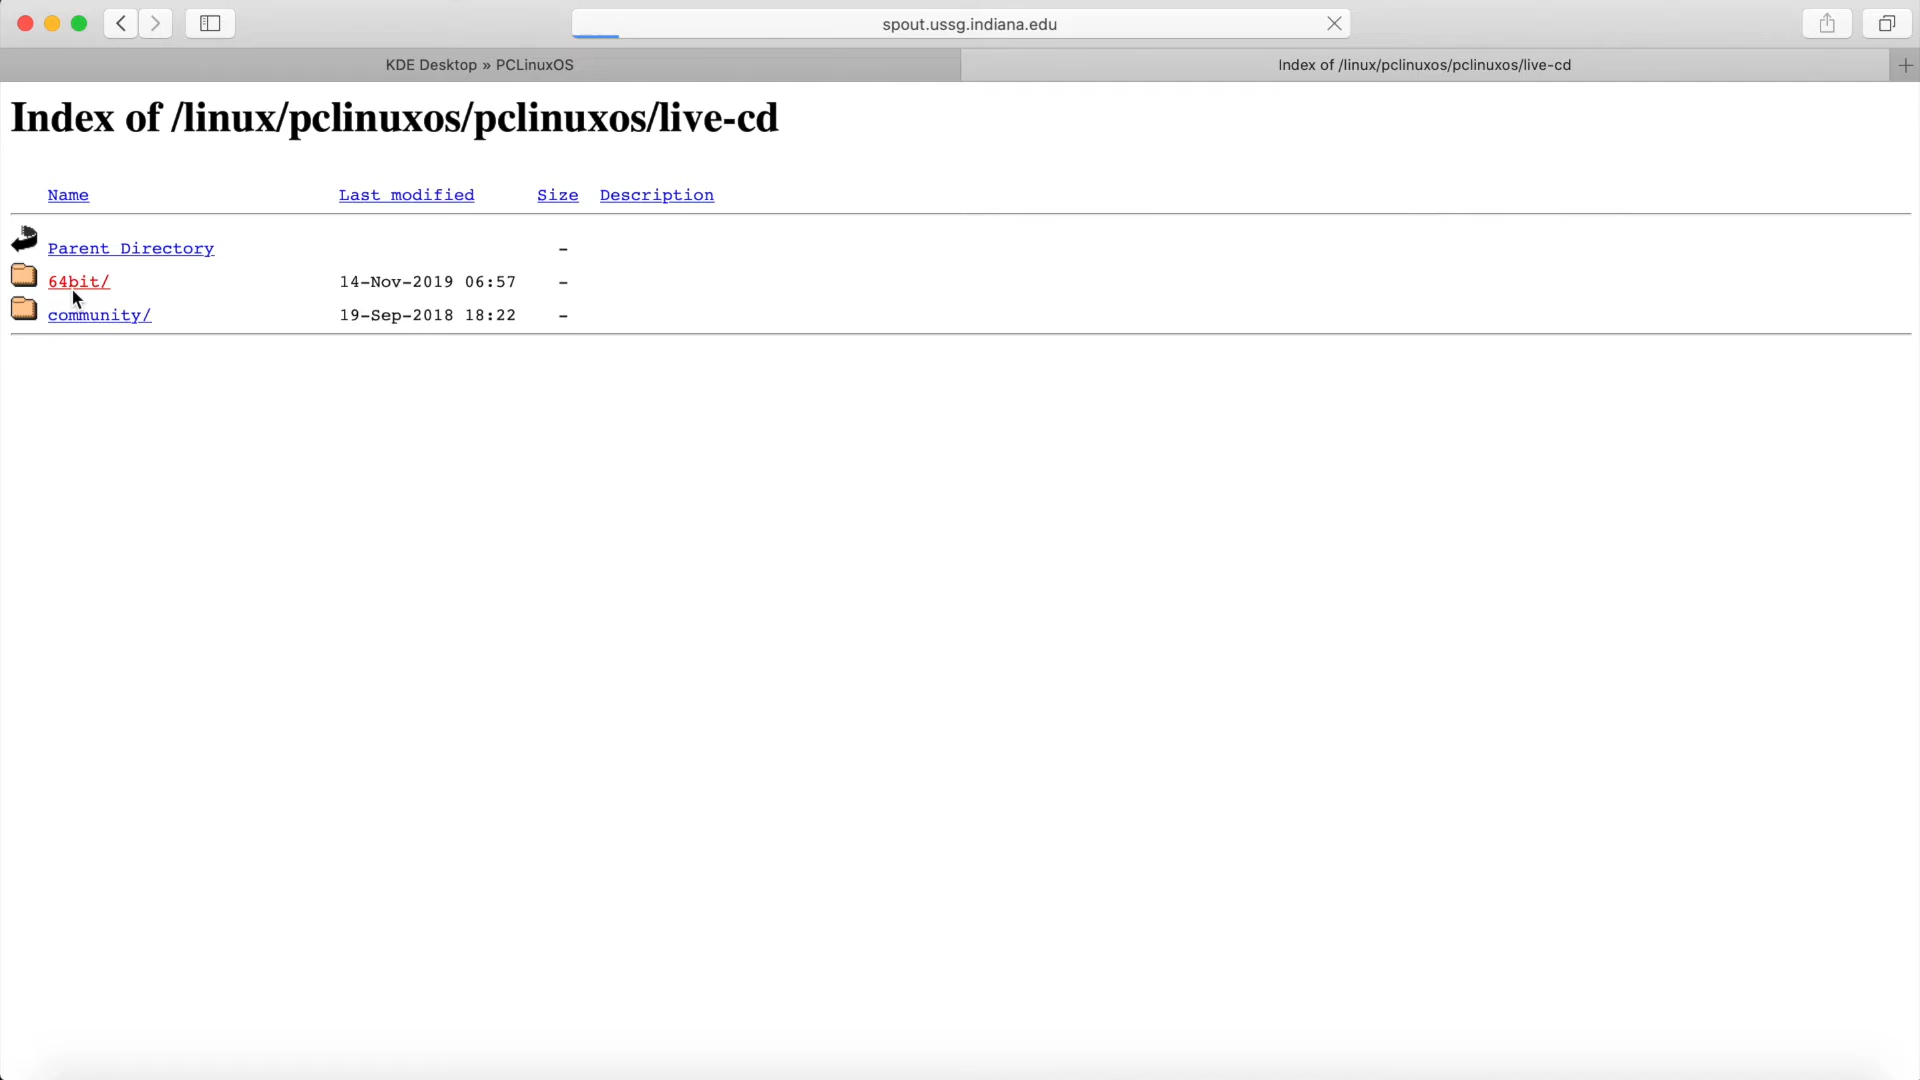 spout.ussg.indiana.edu
KDE Desktop » PCLinuxOS
Index of /linux/pclinuxos/pclinuxos/live-cd
Index of /linux/pclinuxos/pclinuxos/live-cd
Name Last modified Size Description
Parent Directory -
64bit/ 14-Nov-2019 06:57 -
community/ 19-Sep-2018 18:22 -